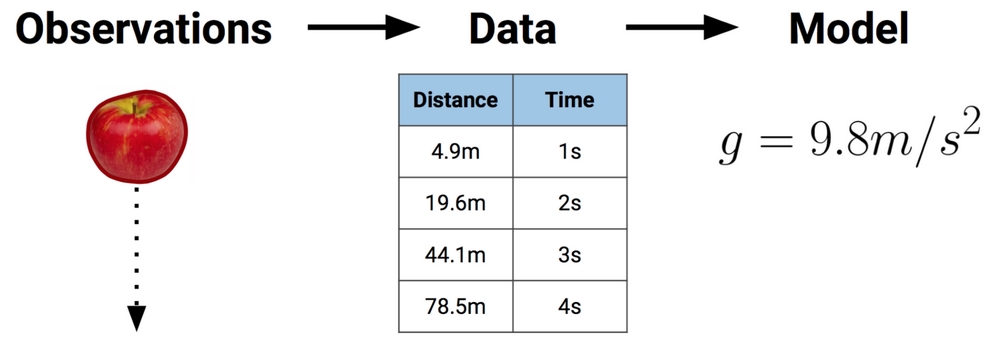 Observations → Data → Model
Distance Time
4.9m 1s
19.6m 2s
44.1m 3s
78.5m 4s
g = 9.8m/s²